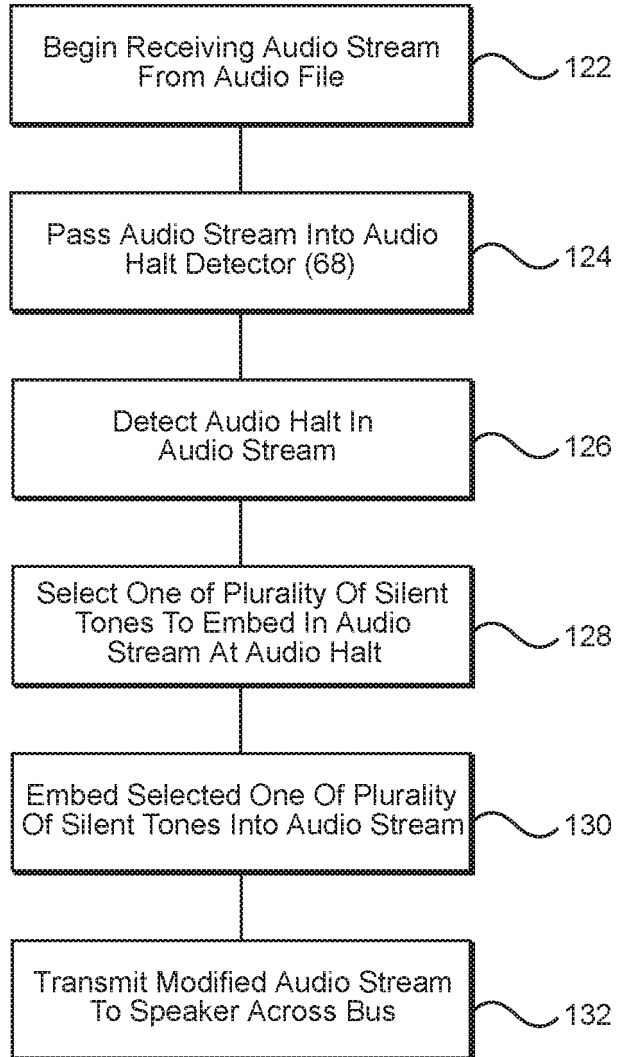 Begin Receiving Audio Stream
From Audio File
122
Pass Audio Stream Into Audio
Halt Detector (68)
124
Detect Audio Halt In
Audio Stream
126
Select One of Plurality Of Silent
Tones To Embed In Audio
Stream At Audio Halt
128
Embed Selected One Of Plurality
Of Silent Tones Into Audio Stream
130
Transmit Modified Audio Stream
To Speaker Across Bus
132